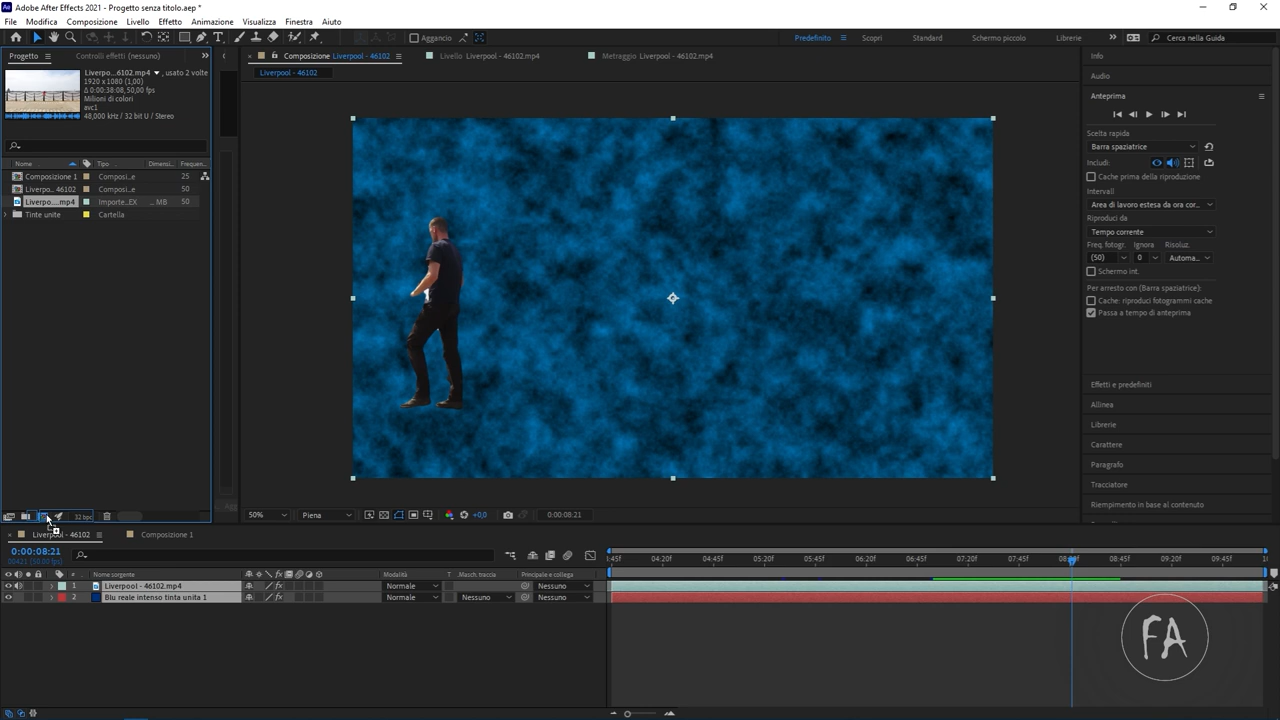 Adobe After Effects 2021 - Progetto senza titolo.aep *
File Modifica Composizione Livello Effetto Animazione Visualizza Finestra Aiuto
Aggancio
Predefinito Scopri Standard Schermo piccolo Librerie Cerca nella Guida
Progetto Controlli effetti (nessuno)
Liverpo...6102.mp4 , usato 2 volte
1920 x 1080 (1,00)
Δ 0:00:38:08, 50,00 fps
Milioni di colori
avc1
48,000 kHz / 32 bit U / Stereo
Nome Tipo Dimensi... Frequen...
Composizione 1 Composi...e 25
Liverpo... 46102 Composi...e 50
Liverpo....mp4 Importe...EX ... MB 50
Tinte unite Cartella
32 bpc
Composizione Liverpool - 46102
Livello Liverpool - 46102.mp4
Metraggio Liverpool - 46102.mp4
Liverpool - 46102
50% Piena +0,0 0:00:08:21
Info
Audio
Anteprima
Scelta rapida
Barra spaziatrice
Includi:
Cache prima della riproduzione
Intervalli
Area di lavoro estesa da ora cor...
Riproduci da
Tempo corrente
Freq. fotogr. Ignora Risoluz.
(50) 0 Automa...
Schermo int.
Per arresto con (Barra spaziatrice):
Cache: riproduci fotogrammi cache
Passa a tempo di anteprima
Effetti e predefiniti
Allinea
Librerie
Carattere
Paragrafo
Tracciatore
Riempimento in base al contenuto
Liverpool - 46102 Composizione 1
0:00:08:21
00421 (50.00 fps)
# Nome sorgente Modalità T Masch. traccia Principale e collega
1 Liverpool - 46102.mp4 Normale Nessuno
2 Blu reale intenso tinta unita 1 Normale Nessuno Nessuno
:45f 04:20f 04:45f 05:20f 05:45f 06:20f 06:45f 07:20f 07:45f 08:20f 08:45f 09:20f 09:45f 10:
FA